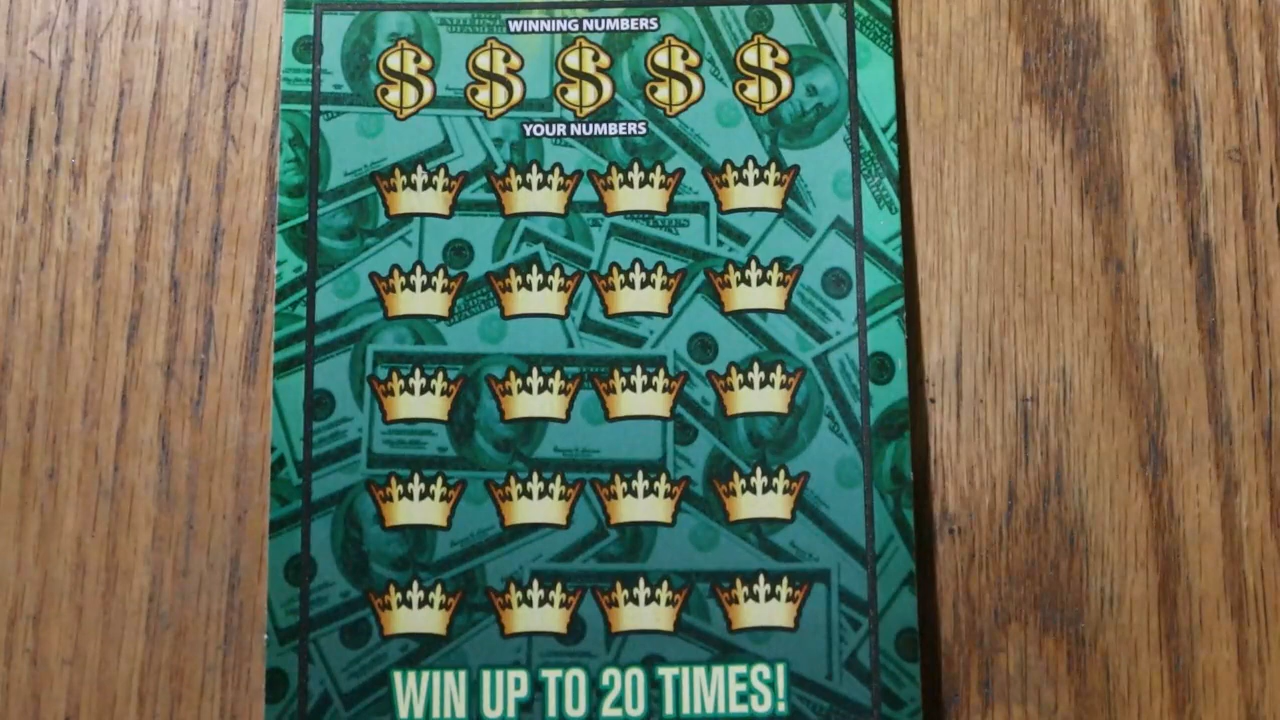 WINNING NUMBERS
$ $ $ $ $
YOUR NUMBERS
WIN UP TO 20 TIMES!